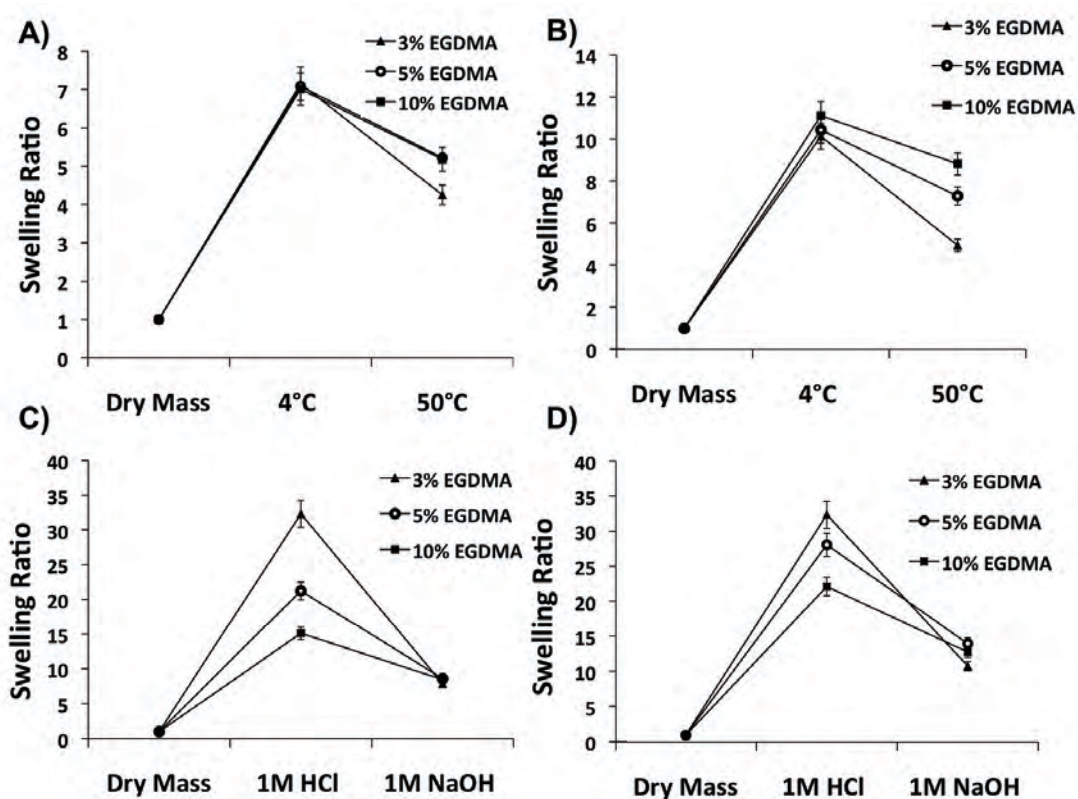 A)
Swelling Ratio
8
7
6
5
4
3
2
1
0
3% EGDMA
5% EGDMA
10% EGDMA
Dry Mass 4°C 50°C
B)
Swelling Ratio
14
12
10
8
6
4
2
0
3% EGDMA
5% EGDMA
10% EGDMA
Dry Mass 4°C 50°C
C)
Swelling Ratio
40
35
30
25
20
15
10
5
0
3% EGDMA
5% EGDMA
10% EGDMA
Dry Mass 1M HCl 1M NaOH
D)
Swelling Ratio
40
35
30
25
20
15
10
5
0
3% EGDMA
5% EGDMA
10% EGDMA
Dry Mass 1M HCl 1M NaOH